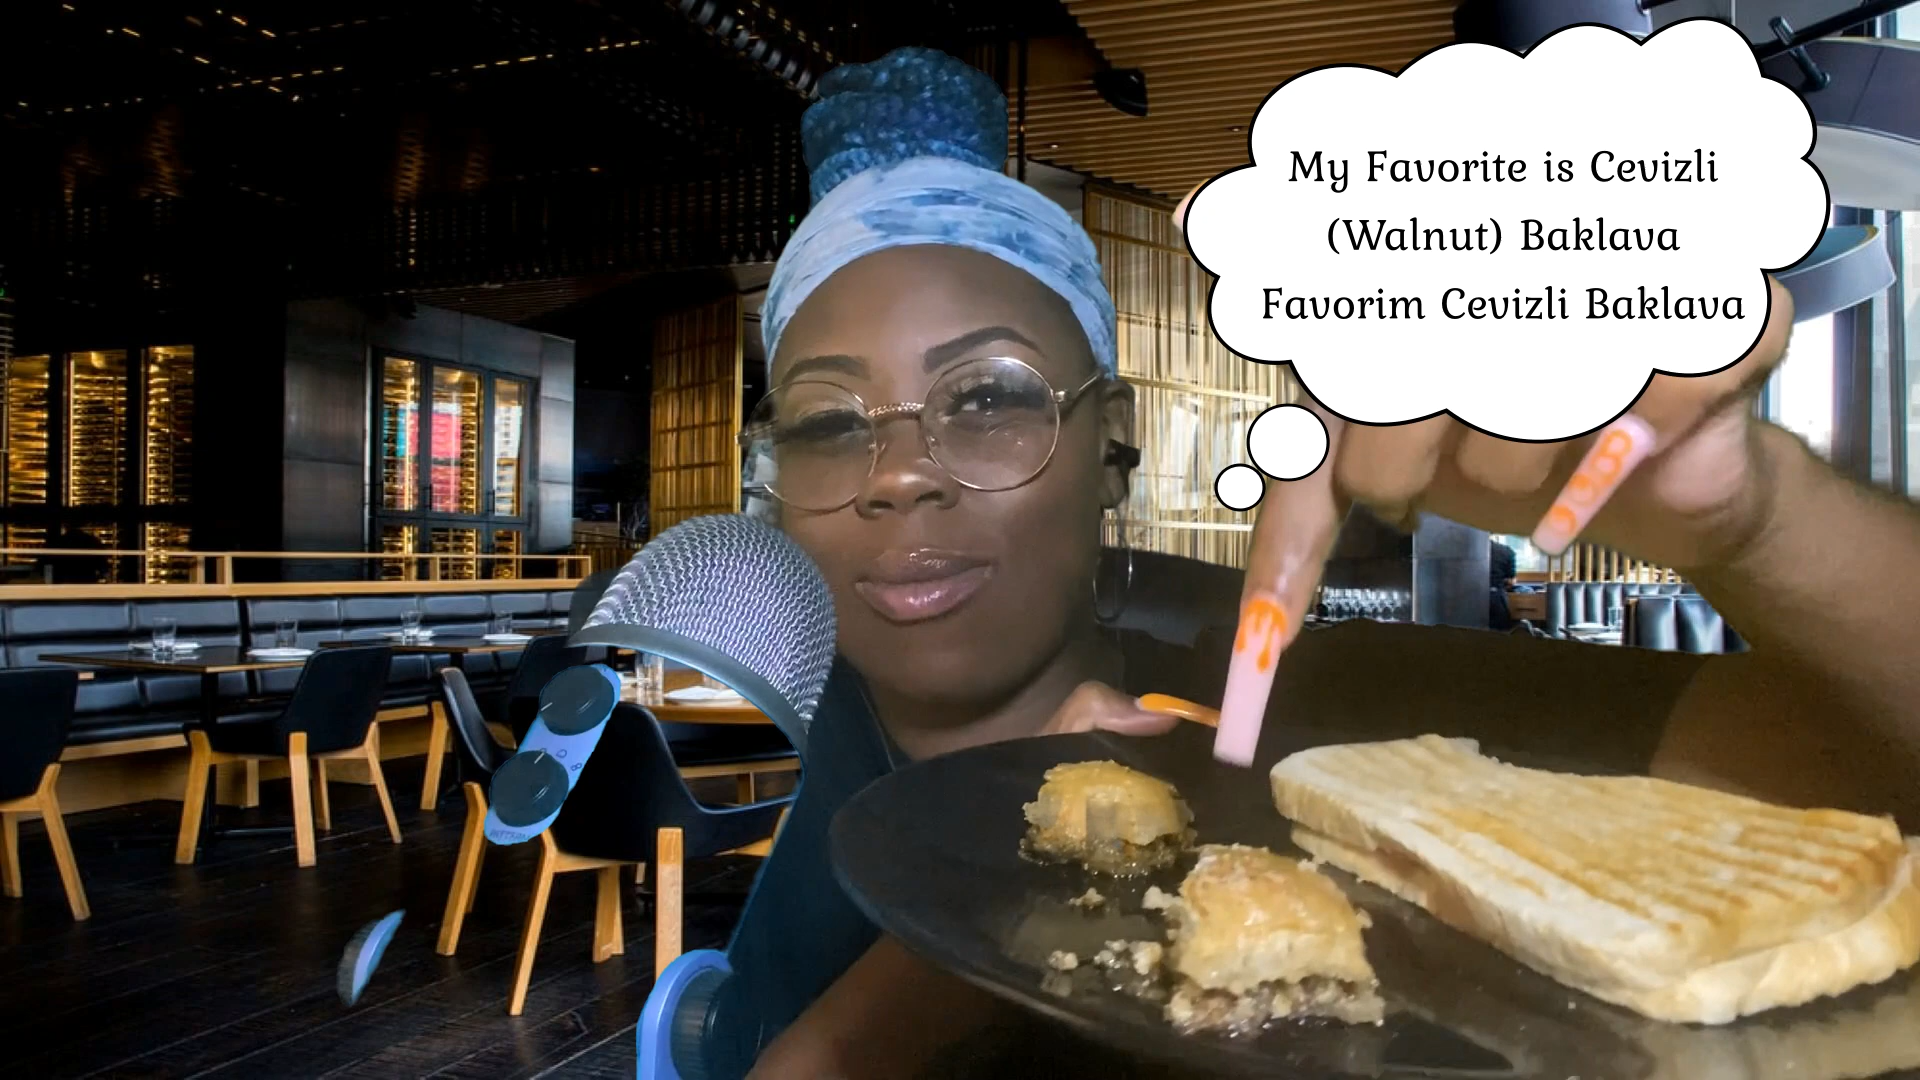 My Favorite is Cevizli
(Walnut) Baklava
Favorim Cevizli Baklava